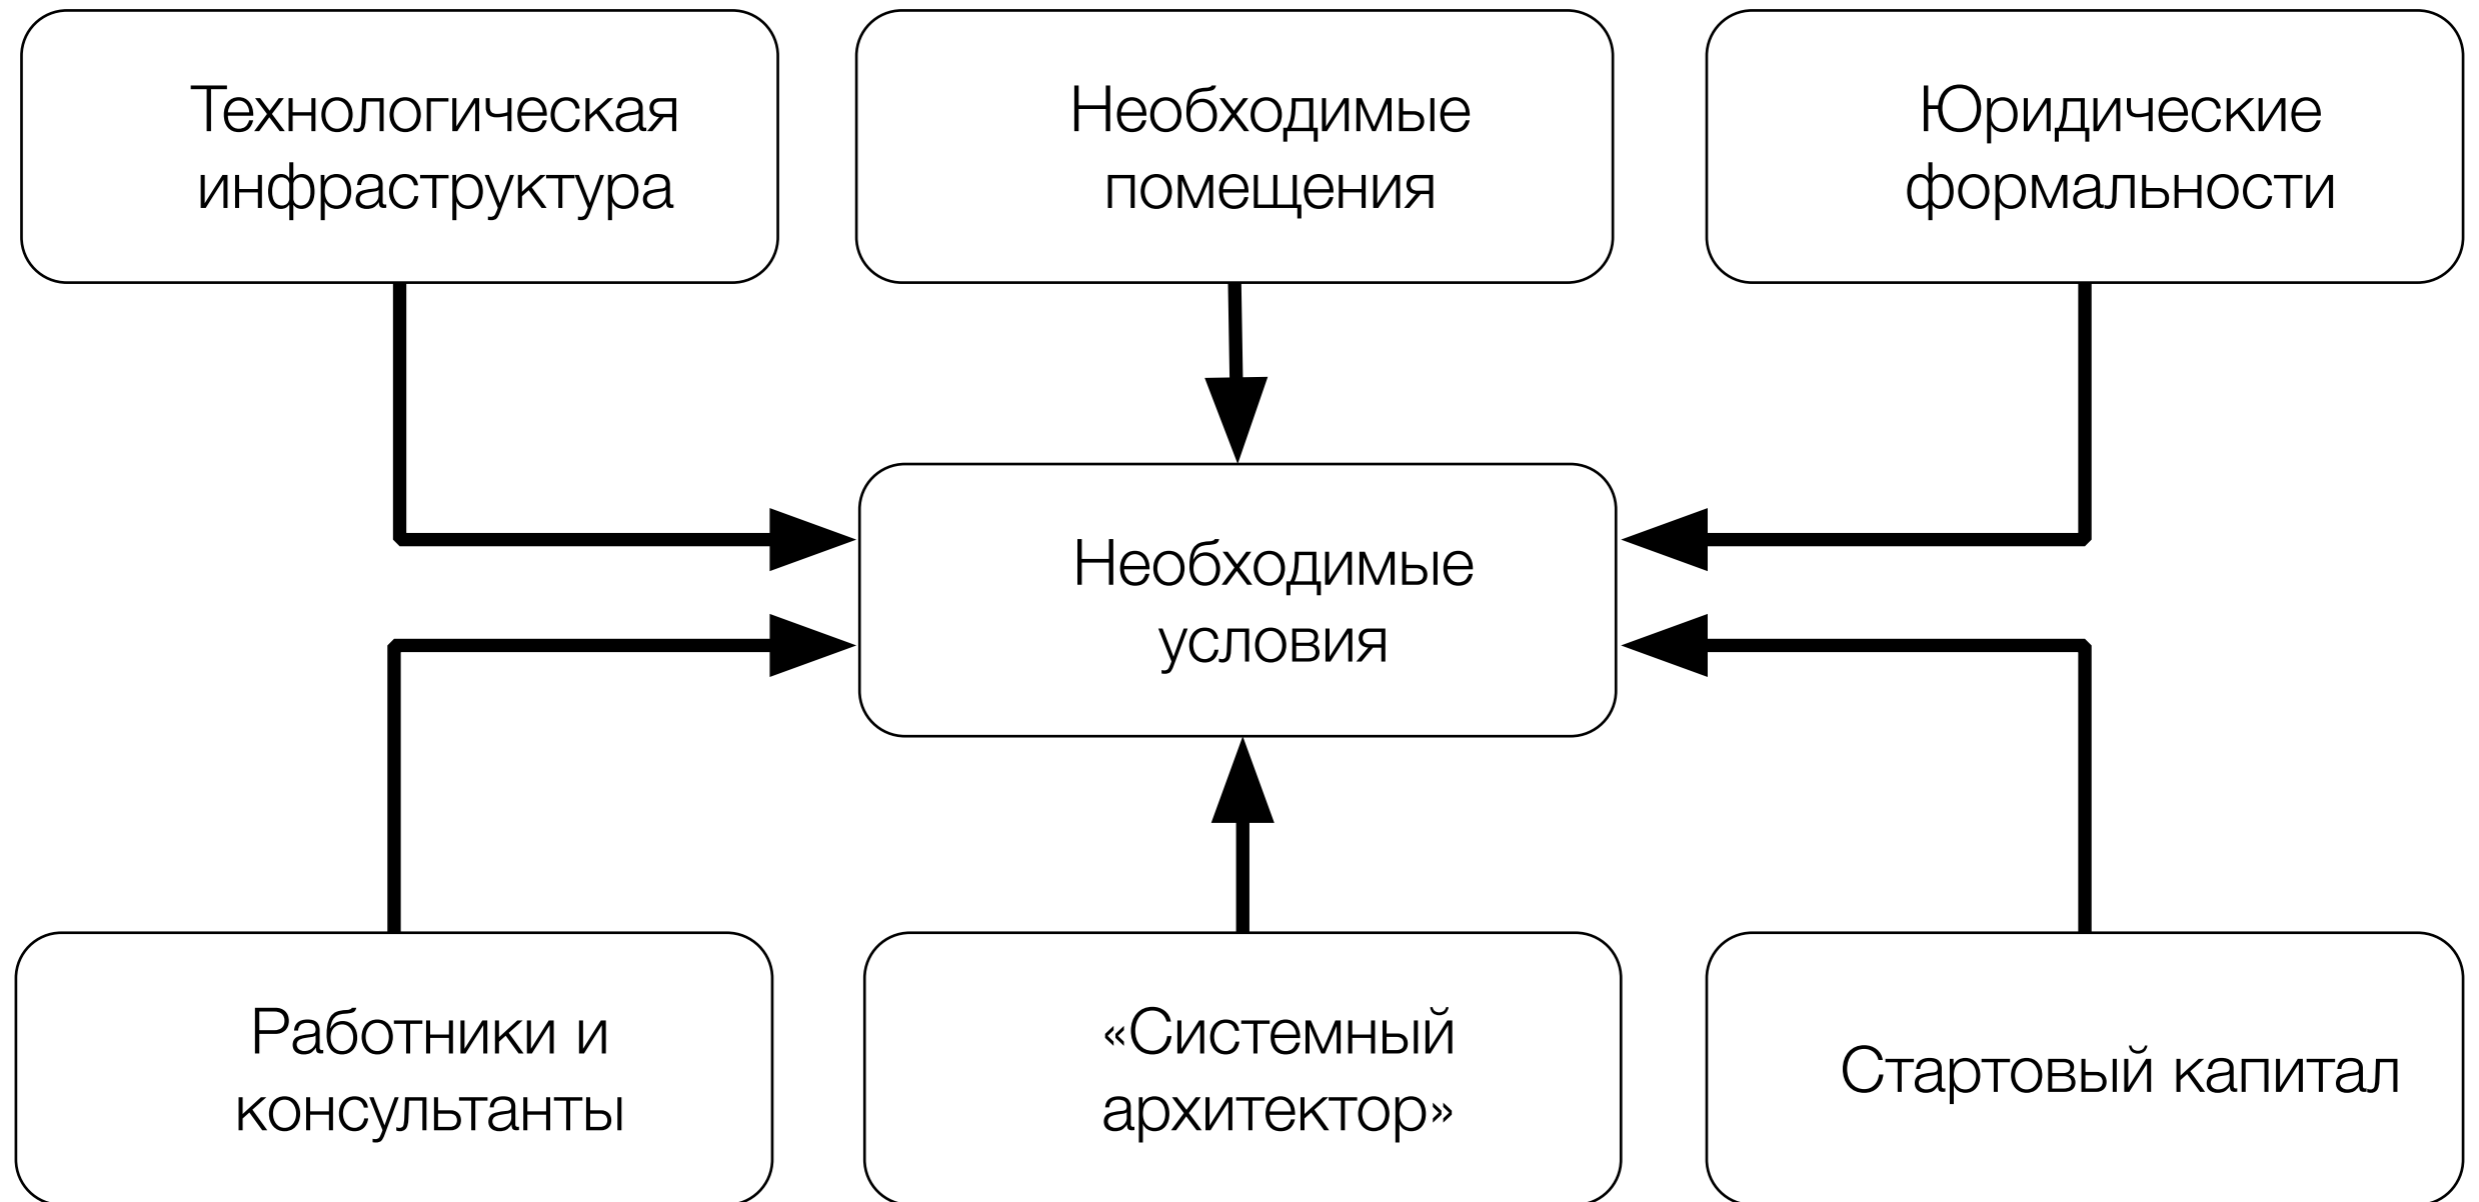 Технологическая
инфраструктура
Необходимые
помещения
Юридические
формальности
Необходимые
условия
Работники и
консультанты
«Системный
архитектор»
Стартовый капитал